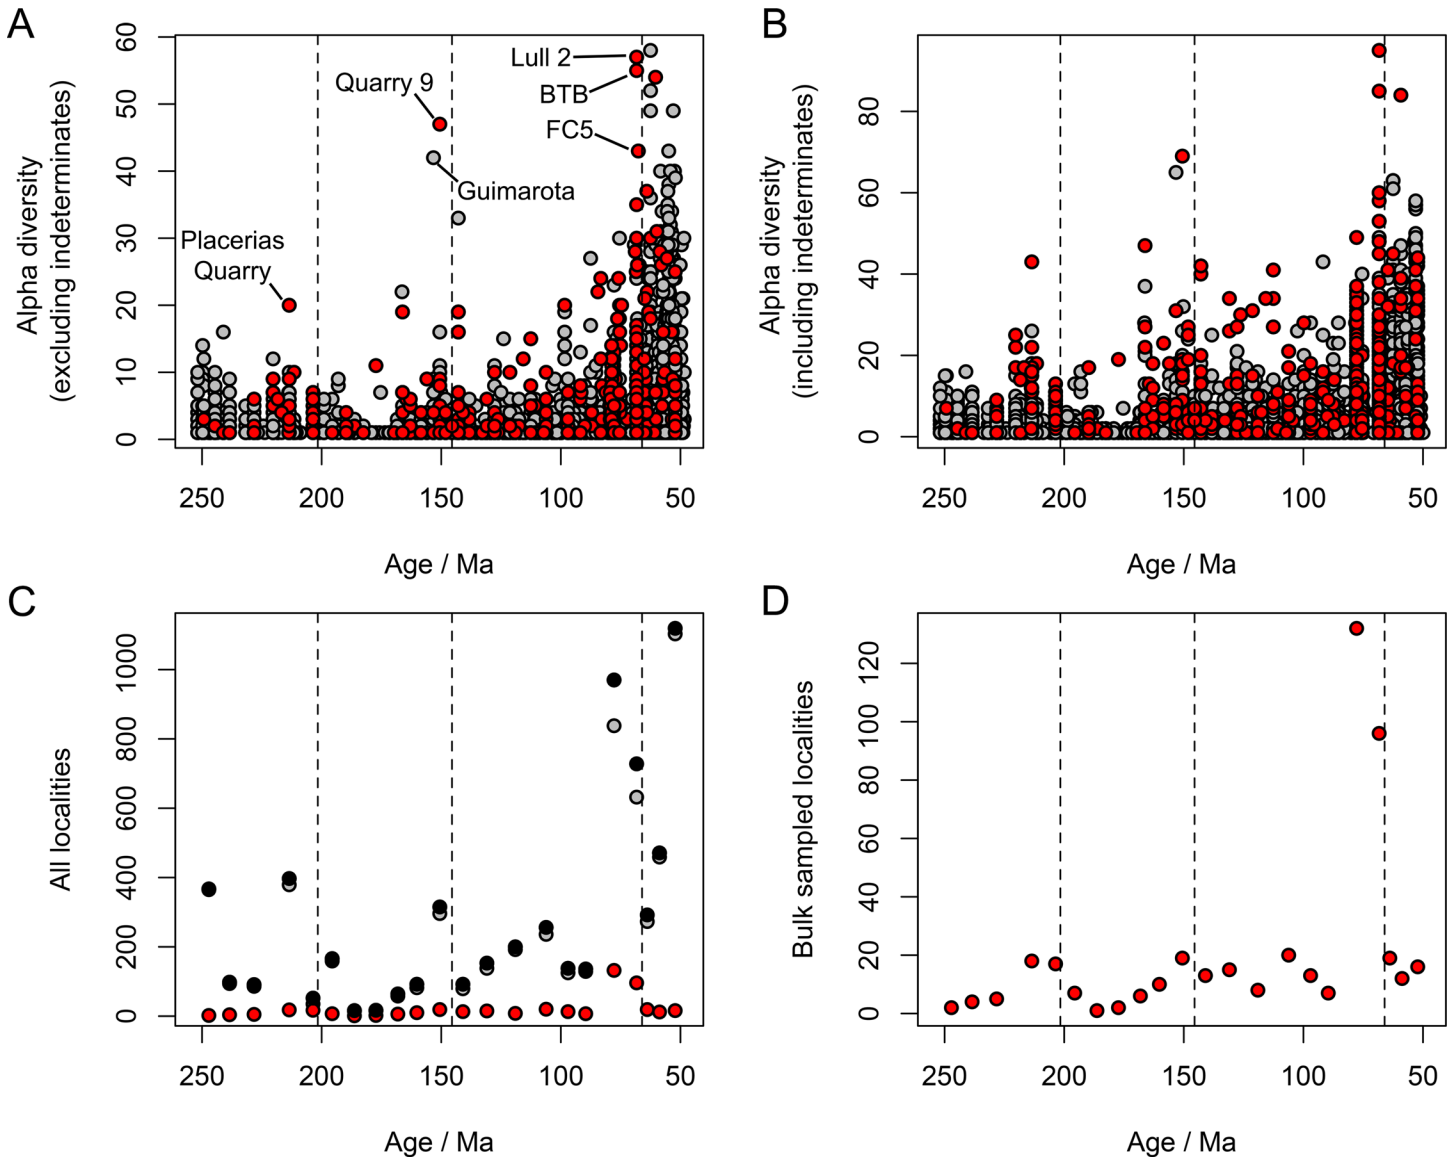 A
Alpha diversity
(excluding indeterminates)
60
50
40
30
20
10
0
Lull 2
Quarry 9
BTB
FC5
Guimarota
Placerias
Quarry
250
200
150
100
50
Age / Ma
B
Alpha diversity
(including indeterminates)
80
60
40
20
0
250
200
150
100
50
Age / Ma
C
All localities
1000
800
600
400
200
0
250
200
150
100
50
Age / Ma
D
Bulk sampled localities
120
100
80
60
40
20
0
250
200
150
100
50
Age / Ma